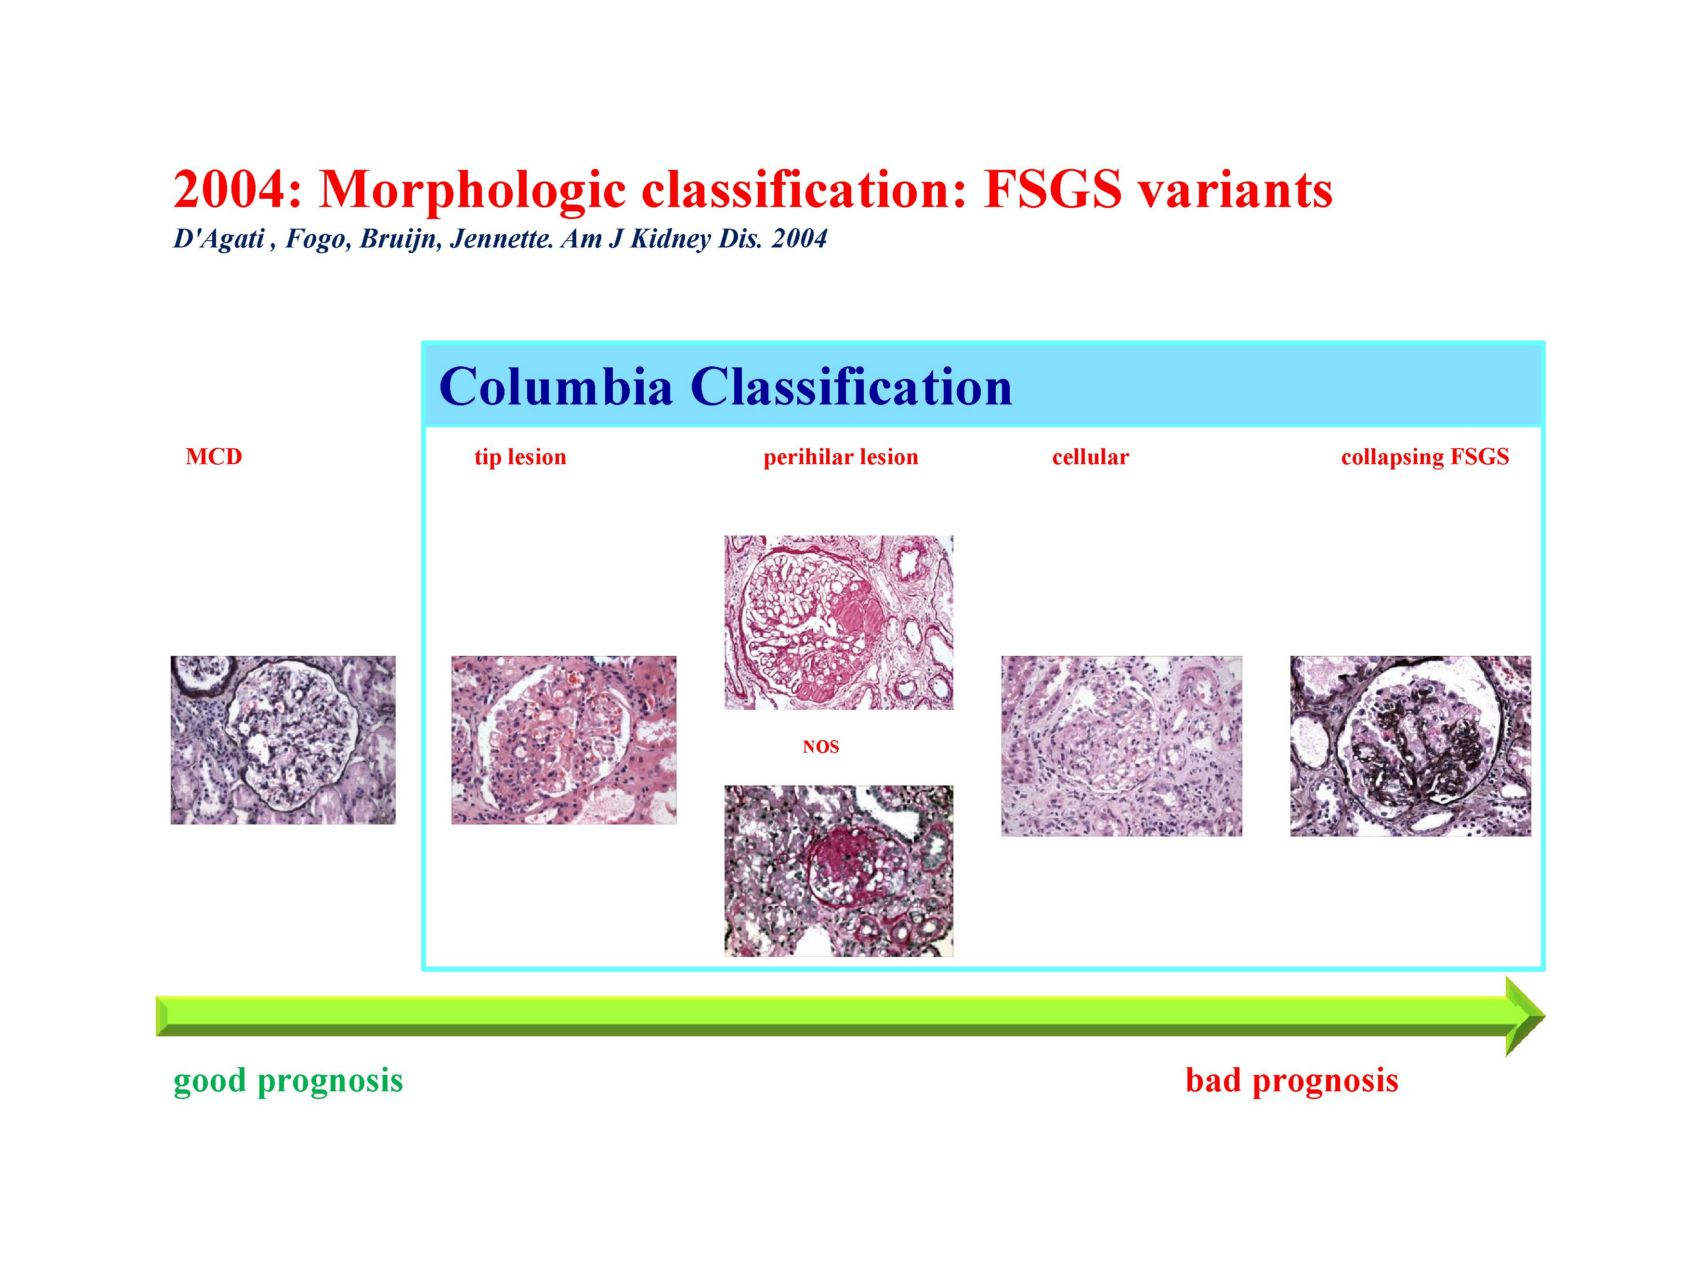 2004: Morphologic classification: FSGS variants
D'Agati , Fogo, Bruijn, Jennette. Am J Kidney Dis. 2004
Columbia Classification
MCD
tip lesion
perihilar lesion
cellular
collapsing FSGS
NOS
good prognosis
bad prognosis